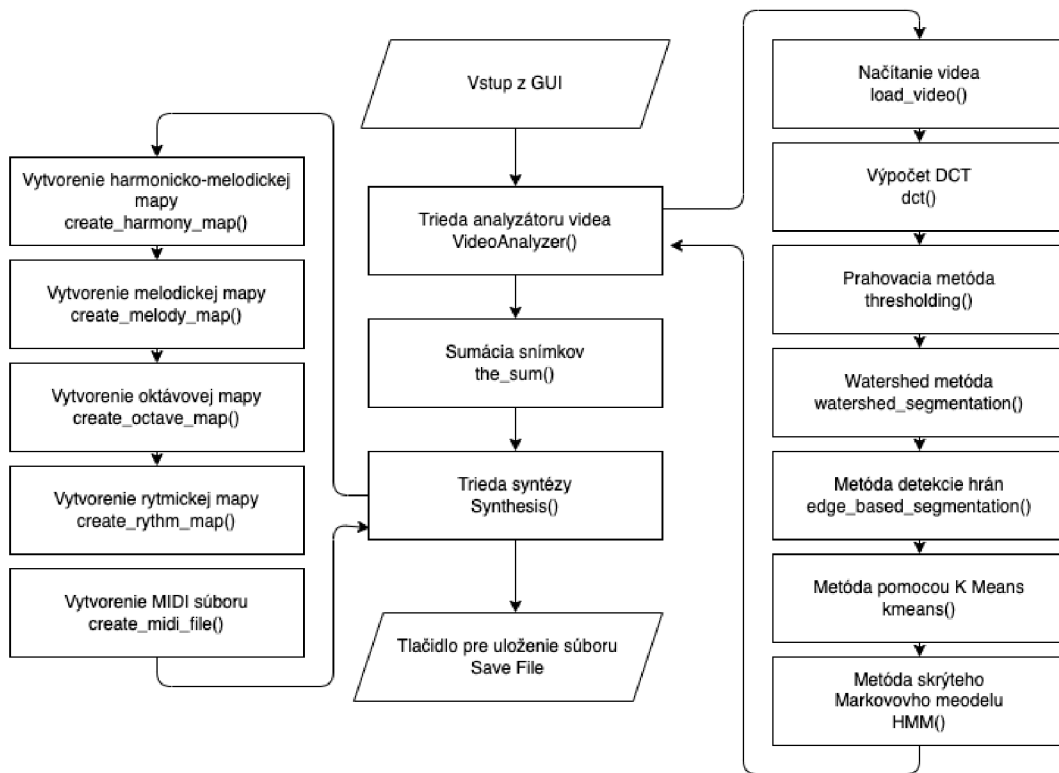 Vstup z GUI
Trieda analyzátoru videa
VideoAnalyzer()
Sumácia snímkov
the_sum()
Trieda syntézy
Synthesis()
Tlačidlo pre uloženie súboru
Save File
Načítanie videa
load_video()
Výpočet DCT
dct()
Prahovacia metóda
thresholding()
Watershed metóda
watershed_segmentation()
Metóda detekcie hrán
edge_based_segmentation()
Metóda pomocou K Means
kmeans()
Metóda skrýteho
Markovovho meodelu
HMM()
Vytvorenie harmonicko-melodickej
mapy
create_harmony_map()
Vytvorenie melodickej mapy
create_melody_map()
Vytvorenie oktávovej mapy
create_octave_map()
Vytvorenie rytmickej mapy
create_rythm_map()
Vytvorenie MIDI súboru
create_midi_file()